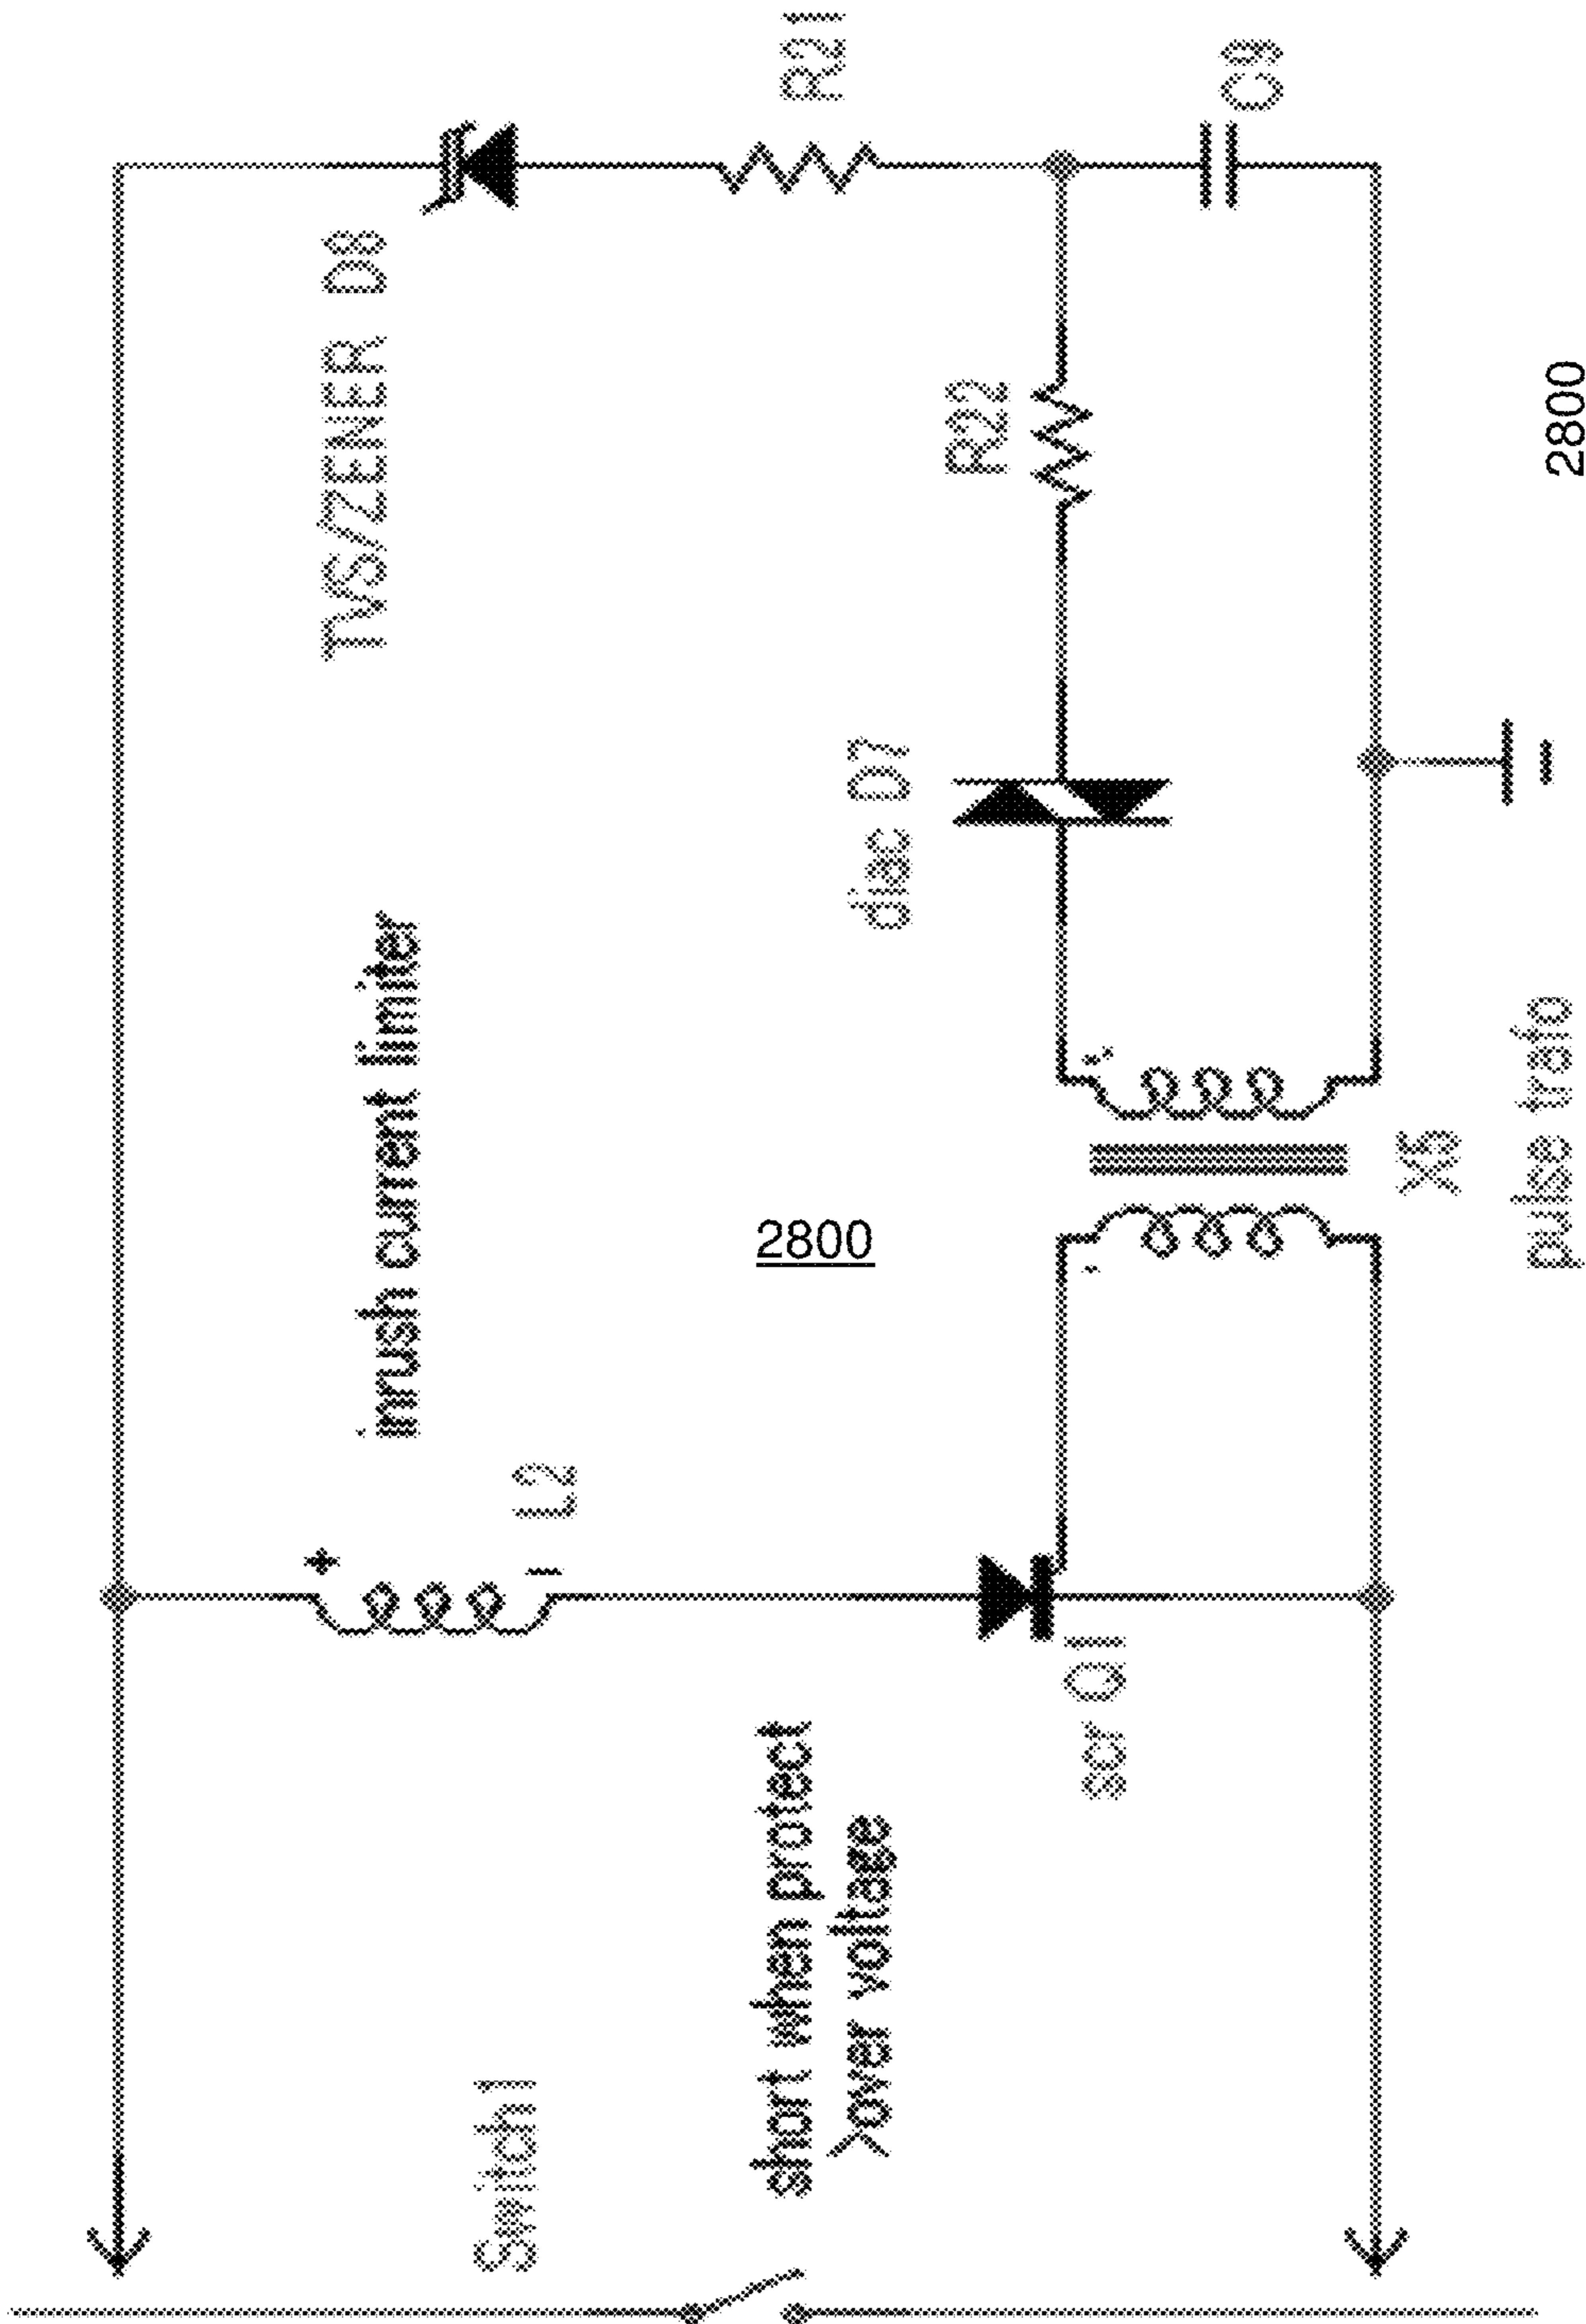 Switch1
short when protect
>over voltage
scr Q1
L2
+
-
inrush current limiter
2800
X5
pulse trafo
diac D7
R22
TVS/ZENER D8
R21
C9
2800